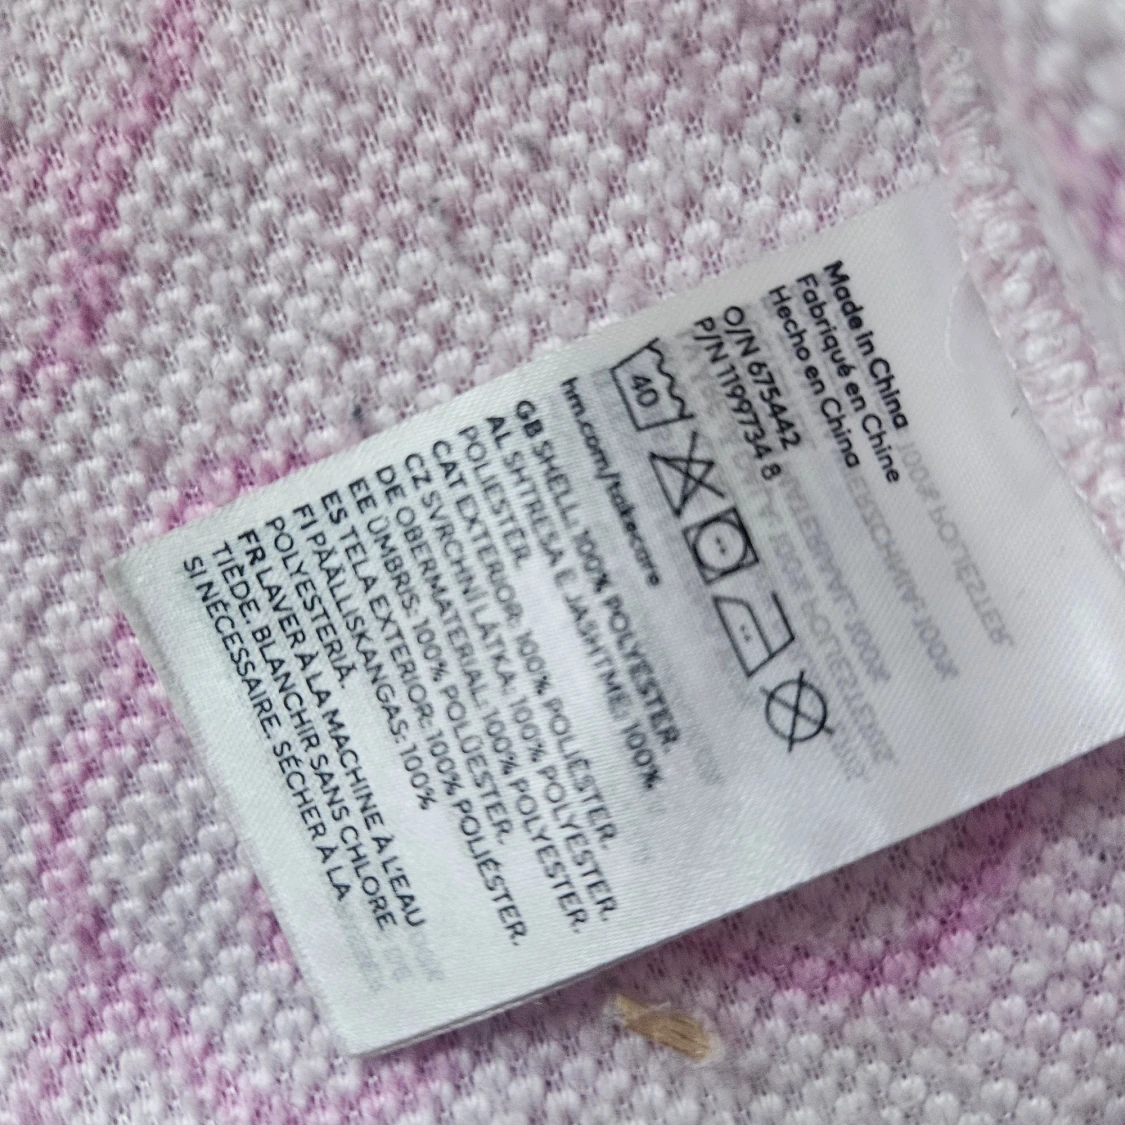 Made in China
Fabriqué en Chine
Hecho en China
O/N 675442
P/N 1199734 8
40
hm.com/takecare
GB SHELL: 100% POLYESTER.
AL SHTRESA E JASHTME: 100%
POLIESTER.
CAT EXTERIOR: 100% POLIÈSTER.
CZ SVRCHNÍ LÁTKA: 100% POLYESTER.
DE OBERMATERIAL: 100% POLYESTER.
EE ÜMBRIS: 100% POLÜESTER.
ES TELA EXTERIOR: 100% POLIÉSTER.
FI PÄÄLLISKANGAS: 100%
POLYESTERIÄ.
FR LAVER À LA MACHINE À L'EAU
TIÈDE. BLANCHIR SANS CHLORE
SI NÉCESSAIRE. SÉCHER À LA